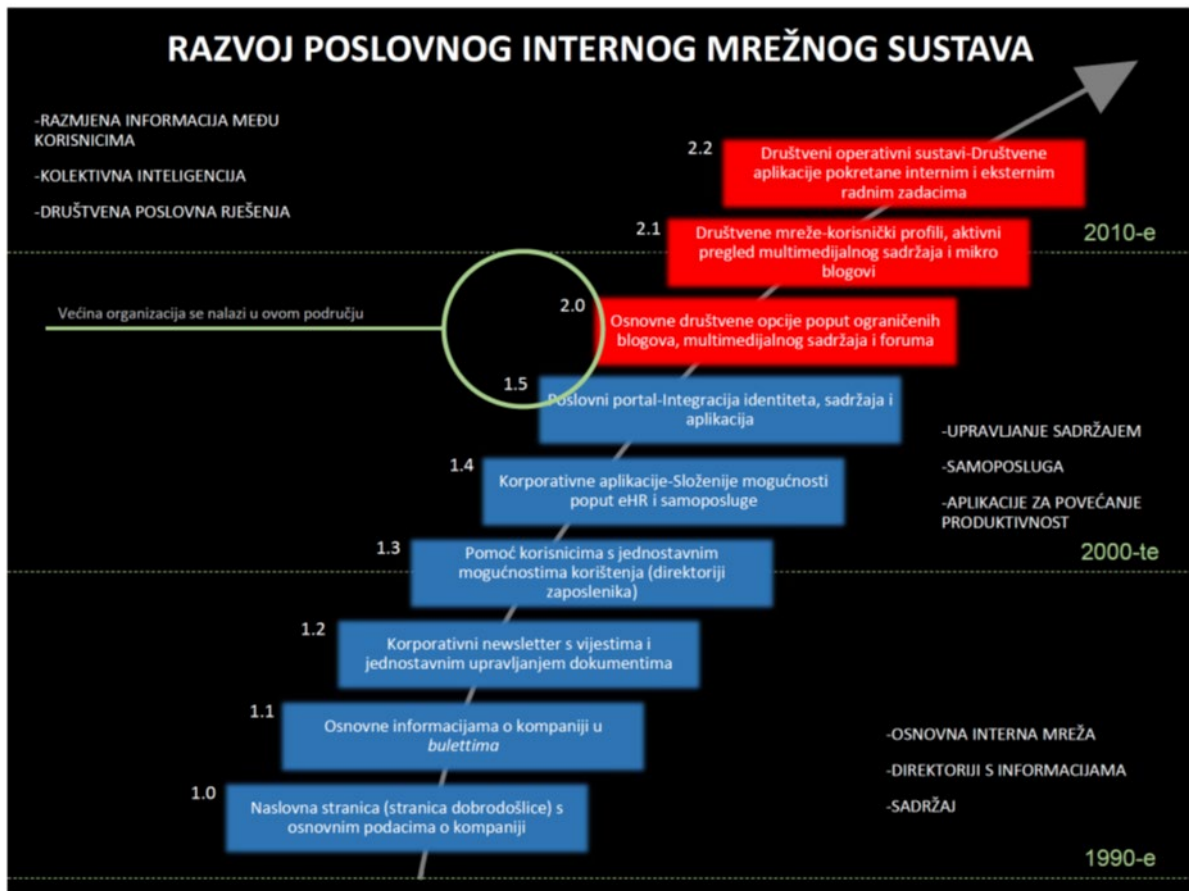 RAZVOJ POSLOVNOG INTERNOG MREŽNOG SUSTAVA
-RAZMJENA INFORMACIJA MEĐU
KORISNICIMA
-KOLEKTIVNA INTELIGENCIJA
-DRUŠTVENA POSLOVNA RJEŠENJA
2.2
Društveni operativni sustavi-Društvene
aplikacije pokretane internim i eksternim
radnim zadacima
2.1
Društvene mreže-korisnički profili, aktivni
pregled multimedijalnog sadržaja i mikro
blogovi
2010-e
Većina organizacija se nalazi u ovom području
2.0
Osnovne društvene opcije poput ograničenih
blogova, multimedijalnog sadržaja i foruma
1.5
Poslovni portal-Integracija identiteta, sadržaja i
aplikacija
-UPRAVLJANJE SADRŽAJEM
-SAMOPOSLUGA
-APLIKACIJE ZA POVEĆANJE
PRODUKTIVNOST
1.4
Korporativne aplikacije-Složenije mogućnosti
poput eHR i samoposluge
1.3
Pomoć korisnicima s jednostavnim
mogućnostima korištenja (direktoriji
zaposlenika)
2000-te
1.2
Korporativni newsletter s vijestima i
jednostavnim upravljanjem dokumentima
1.1
Osnovne informacijama o kompaniji u
bulettima
-OSNOVNA INTERNA MREŽA
-DIREKTORIJI S INFORMACIJAMA
-SADRŽAJ
1.0
Naslovna stranica (stranica dobrodošlice) s
osnovnim podacima o kompaniji
1990-e